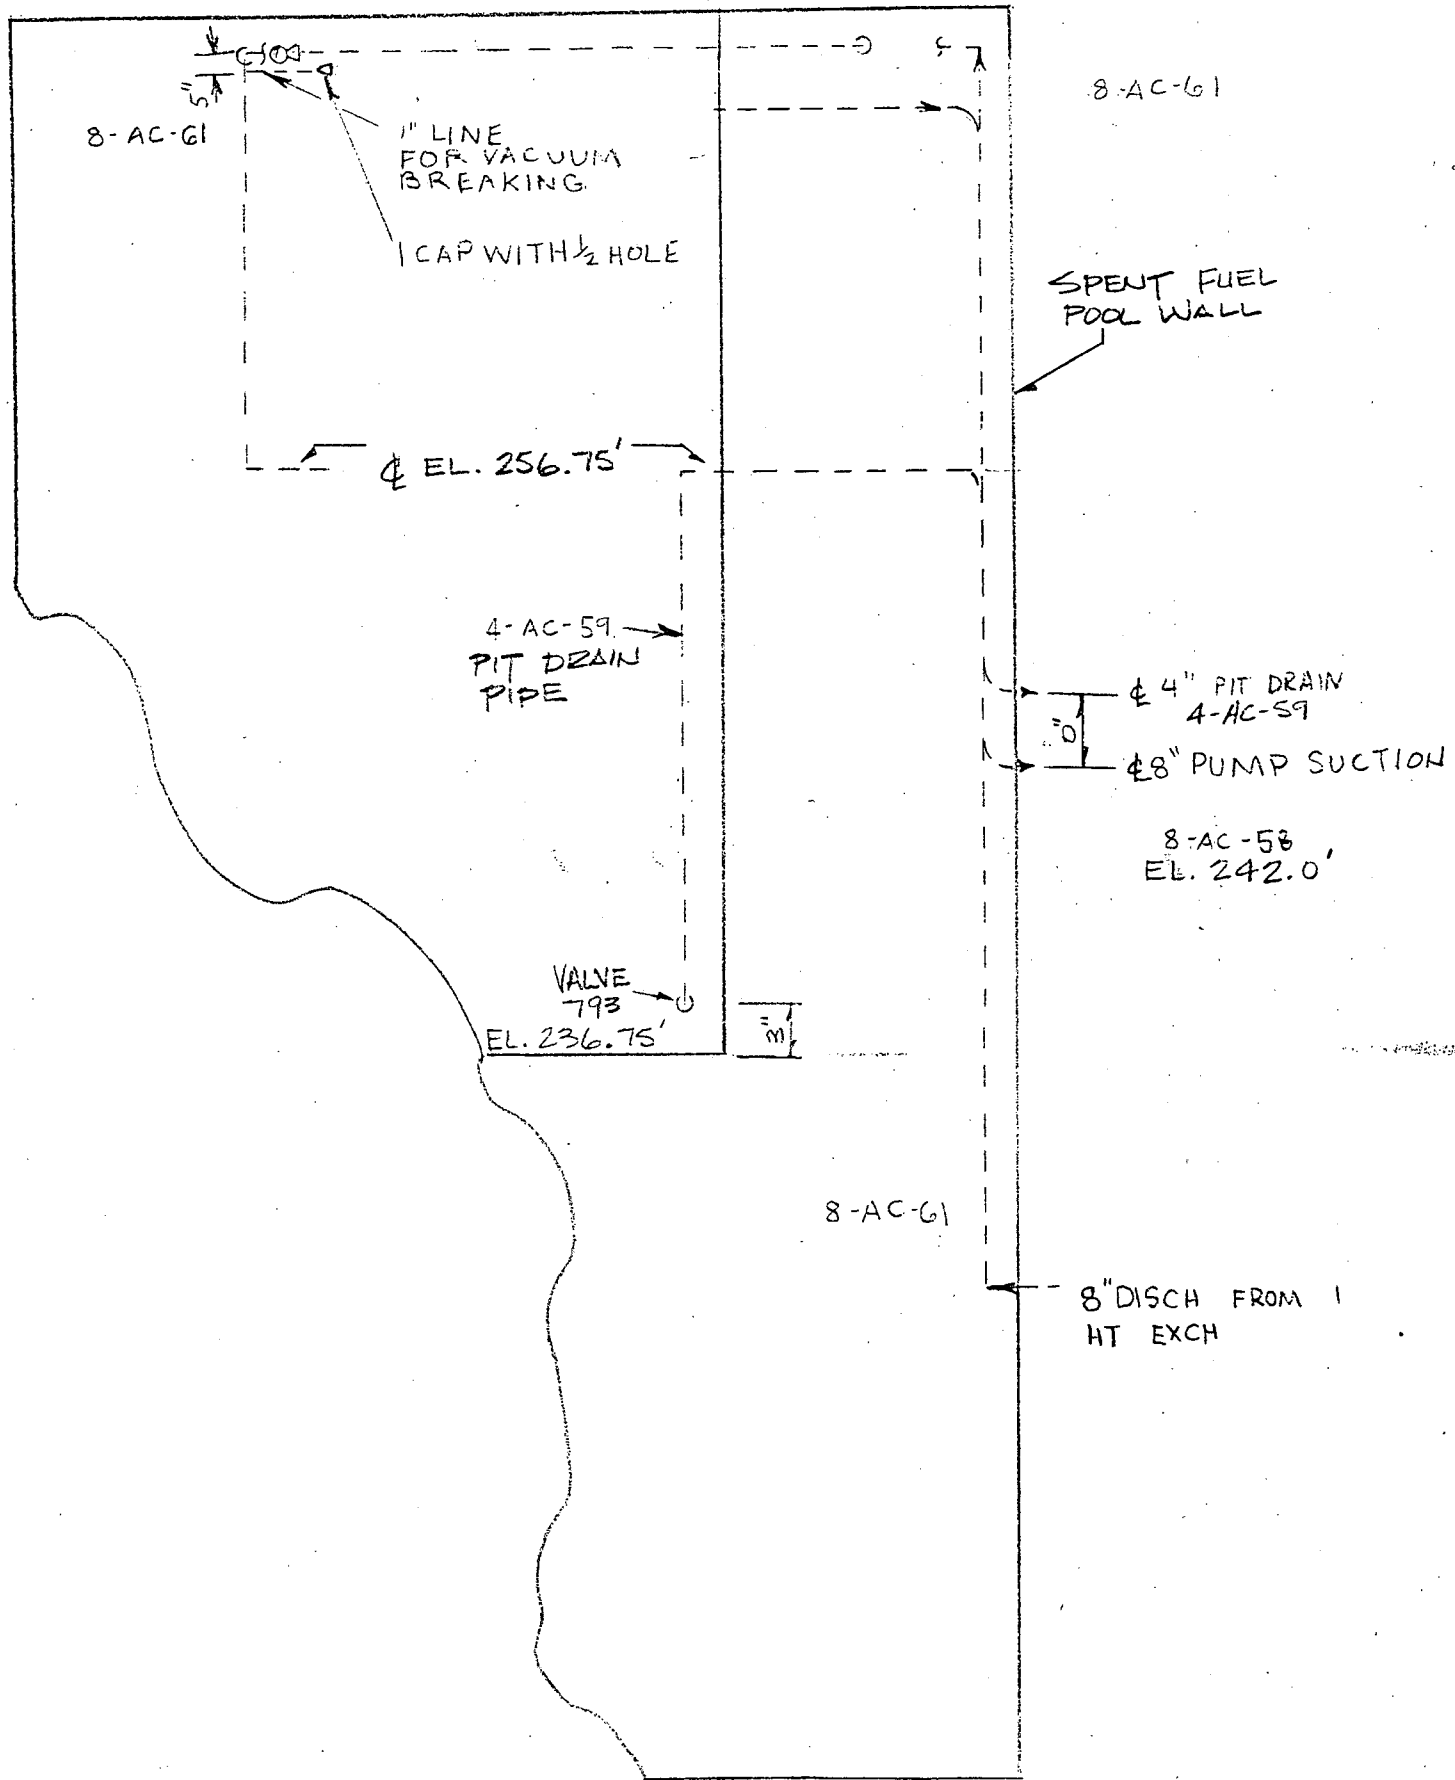 5"
8-AC-61
8-AC-61
1" LINE
FOR VACUUM
BREAKING
1 CAP WITH ½ HOLE
SPENT FUEL
POOL WALL
℄ EL. 256.75'
4-AC-59
PIT DRAIN
PIPE
℄ 4" PIT DRAIN
4-AC-59
℄ 8" PUMP SUCTION
8-AC-58
EL. 242.0'
VALVE
793
EL. 236.75'
3"
8-AC-61
8" DISCH FROM 1
HT EXCH